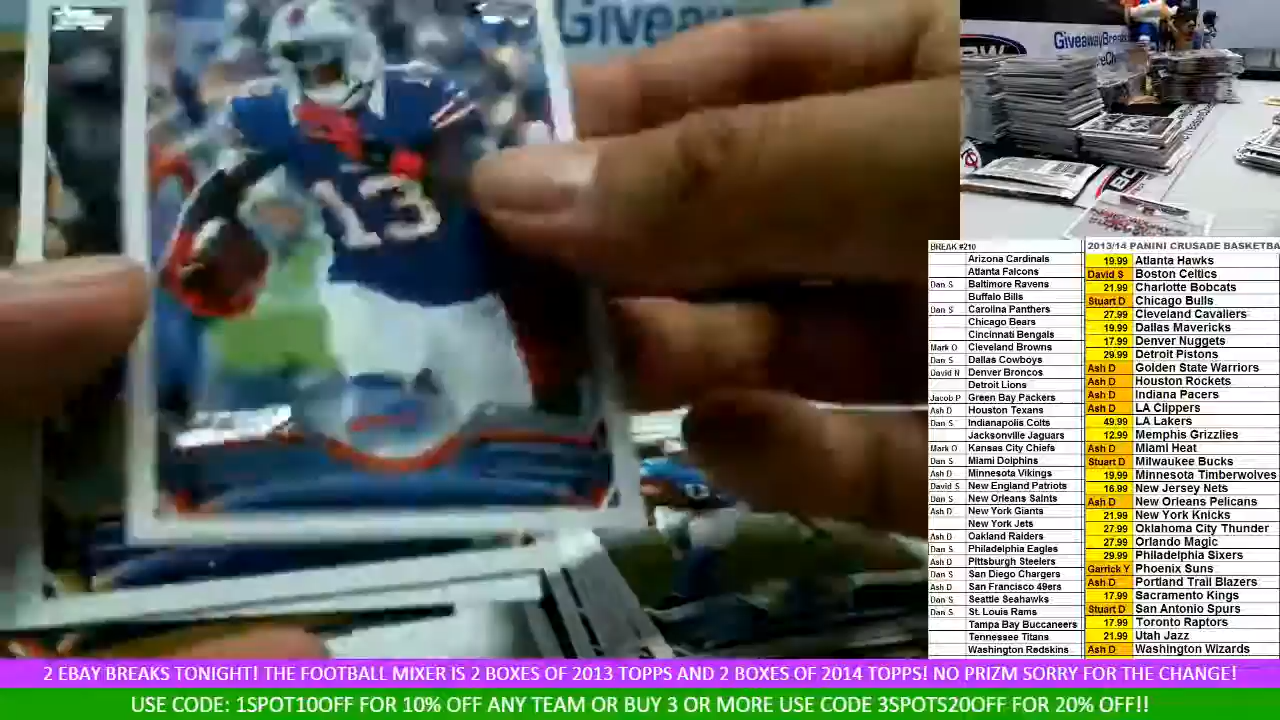 Topps
Giveaway
13
GiveawayBreaks
BREAK #210
Arizona Cardinals
Atlanta Falcons
Dan S Baltimore Ravens
Buffalo Bills
Dan S Carolina Panthers
Chicago Bears
Cincinnati Bengals
Mark O Cleveland Browns
Dan S Dallas Cowboys
David N Denver Broncos
Detroit Lions
Jacob P Green Bay Packers
Ash D Houston Texans
Dan S Indianapolis Colts
Jacksonville Jaguars
Mark O Kansas City Chiefs
Dan S Miami Dolphins
Ash D Minnesota Vikings
David S New England Patriots
Dan S New Orleans Saints
Ash D New York Giants
New York Jets
Ash D Oakland Raiders
Dan S Philadelphia Eagles
Ash D Pittsburgh Steelers
Dan S San Diego Chargers
Ash D San Francisco 49ers
Dan S Seattle Seahawks
Dan S St. Louis Rams
Tampa Bay Buccaneers
Tennessee Titans
Washington Redskins
2013/14 PANINI CRUSADE BASKETBA
19.99 Atlanta Hawks
David S Boston Celtics
21.99 Charlotte Bobcats
Stuart D Chicago Bulls
27.99 Cleveland Cavaliers
19.99 Dallas Mavericks
17.99 Denver Nuggets
29.99 Detroit Pistons
Ash D Golden State Warriors
Ash D Houston Rockets
Ash D Indiana Pacers
Ash D LA Clippers
49.99 LA Lakers
12.99 Memphis Grizzlies
Ash D Miami Heat
Stuart D Milwaukee Bucks
19.99 Minnesota Timberwolves
16.99 New Jersey Nets
Ash D New Orleans Pelicans
21.99 New York Knicks
27.99 Oklahoma City Thunder
27.99 Orlando Magic
29.99 Philadelphia Sixers
Garrick Y Phoenix Suns
Ash D Portland Trail Blazers
17.99 Sacramento Kings
Stuart D San Antonio Spurs
17.99 Toronto Raptors
21.99 Utah Jazz
Ash D Washington Wizards
2 EBAY BREAKS TONIGHT! THE FOOTBALL MIXER IS 2 BOXES OF 2013 TOPPS AND 2 BOXES OF 2014 TOPPS! NO PRIZM SORRY FOR THE CHANGE!
USE CODE: 1SPOT10OFF FOR 10% OFF ANY TEAM OR BUY 3 OR MORE USE CODE 3SPOTS20OFF FOR 20% OFF!!